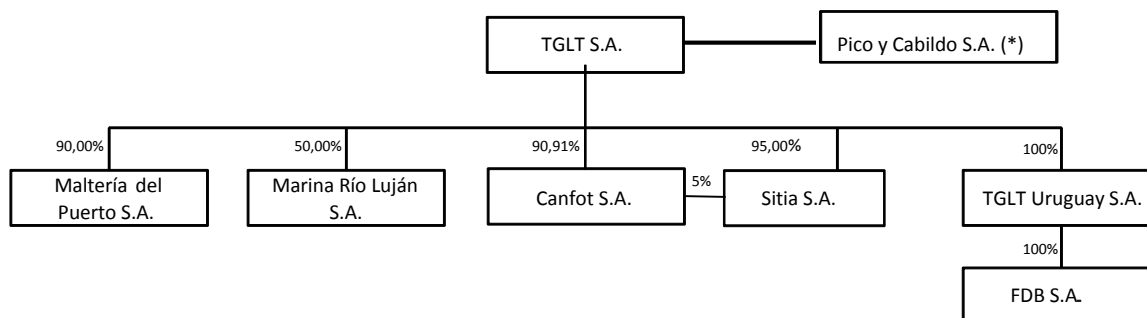 TGLT S.A.
Pico y Cabildo S.A. (*)
90,00%
50,00%
90,91%
95,00%
100%
Maltería del
Puerto S.A.
Marina Río Luján
S.A.
Canfot S.A.
5%
Sitia S.A.
TGLT Uruguay S.A.
100%
FDB S.A.